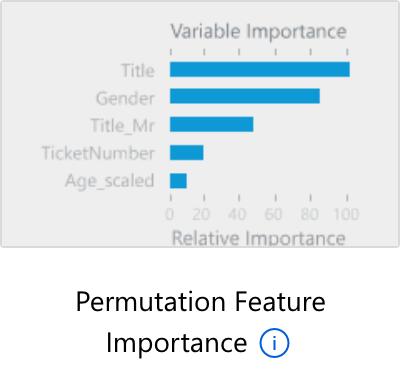 Variable Importance
Title
Gender
Title_Mr
TicketNumber
Age_scaled
0 20 40 60 80 100
Relative Importance
Permutation Feature
Importance